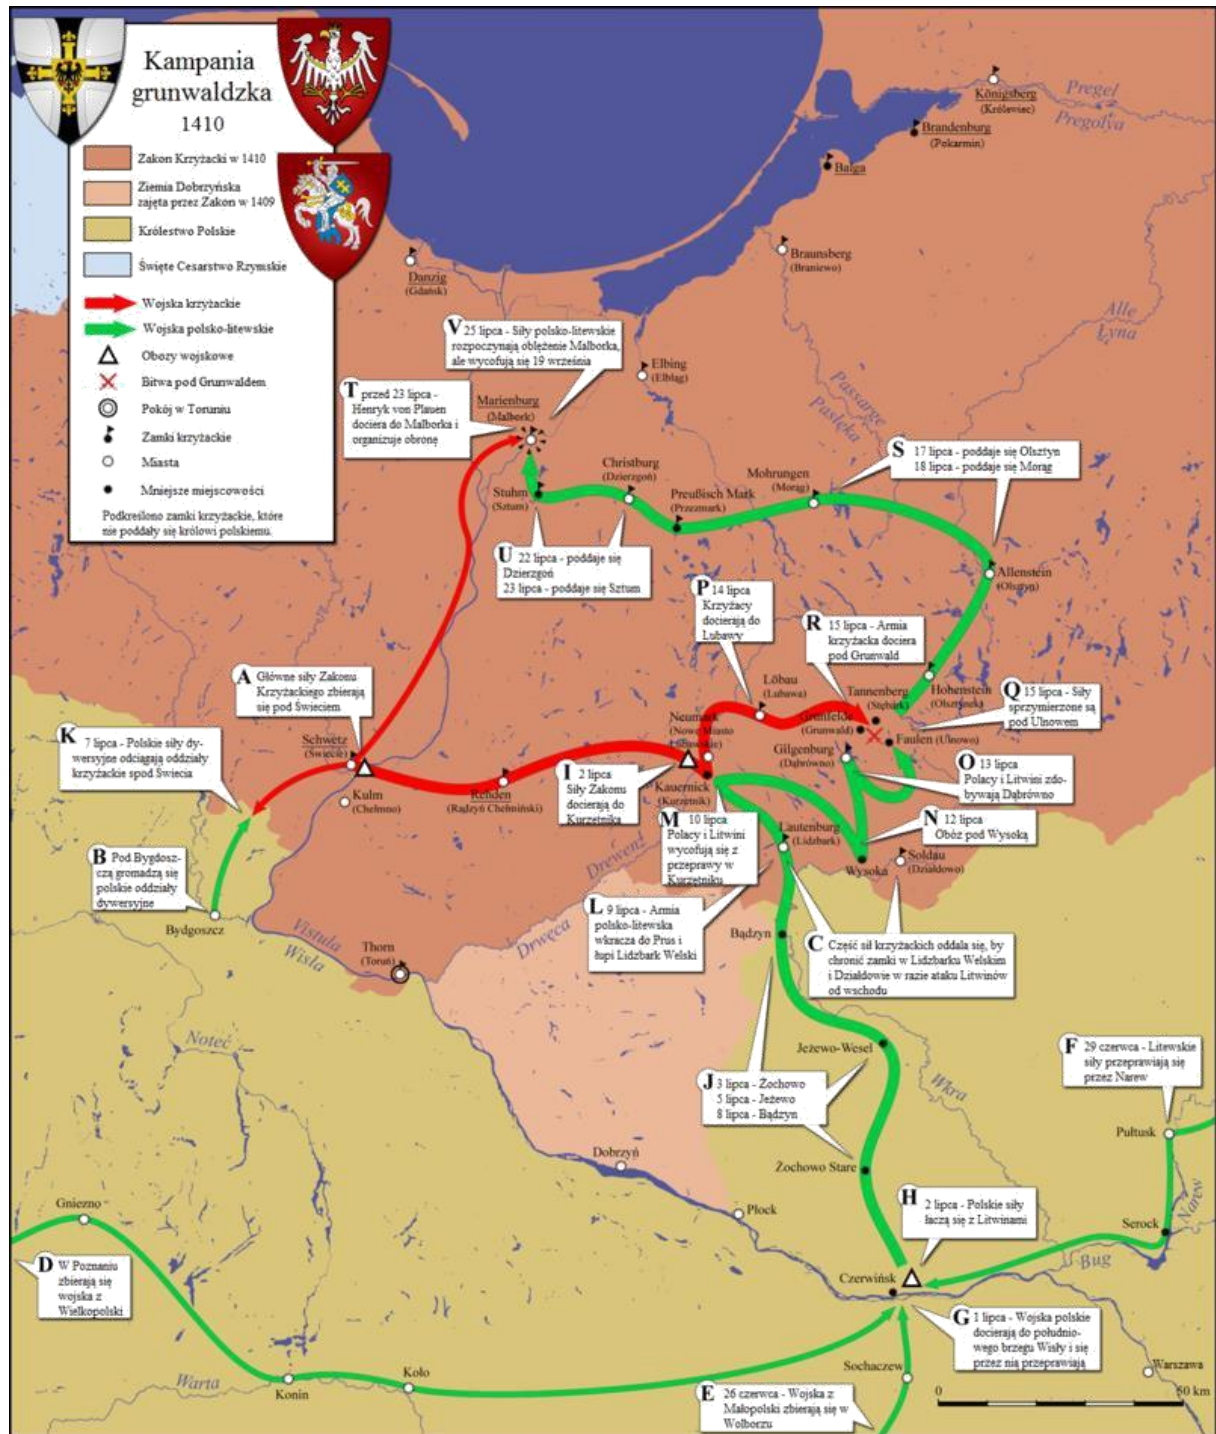 Kampania
grunwaldzka
1410
Zakon Krzyżacki w 1410
Ziemia Dobrzyńska
zajęta przez Zakon w 1409
Królestwo Polskie
Święte Cesarstwo Rzymskie
Wojska krzyżackie
Wojska polsko-litewskie
Obozy wojskowe
Bitwa pod Grunwaldem
Pokój w Toruniu
Zamki krzyżackie
Miasta
Mniejsze miejscowości
Podkreślono zamki krzyżackie, które
nie poddały się królowi polskiemu.
Königsberg
(Królewiec)
Pregel
Pregolya
Brandenburg
(Pokarmin)
Balga
Braunsberg
(Braniewo)
Danzig
(Gdańsk)
Alle
Łyna
V 25 lipca - Siły polsko-litewskie
rozpoczynają oblężenie Malborka,
ale wycofują się 19 września
Elbing
(Elbląg)
Passarge
Pasłęka
T przed 23 lipca -
Henryk von Plauen
dociera do Malborka i
organizuje obronę
Marienburg
(Malbork)
S 17 lipca - poddaje się Olsztyn
18 lipca - poddaje się Morąg
Christburg
(Dzierzgoń)
Mohrungen
(Morąg)
Stuhm
(Sztum)
Preußisch Mark
(Przezmark)
U 22 lipca - poddaje się
Dzierzgoń
23 lipca - poddaje się Sztum
Allenstein
(Olsztyn)
P 14 lipca
Krzyżacy
docierają do
Lubawy
R 15 lipca - Armia
krzyżacka dociera
pod Grunwald
A Główne siły Zakonu
Krzyżackiego zbierają
się pod Świeciem
Löbau
(Lubawa)
Tannenberg
(Stębark)
Hohenstein
(Olsztynek)
Q 15 lipca - Siły
sprzymierzone są
pod Ulnowem
K 7 lipca - Polskie siły dy-
wersyjne odciągają oddziały
krzyżackie spod Świecia
Schwetz
(Świecie)
Neumark
(Nowe Miasto
Lubawskie)
Grünfelde
(Grunwald)
Faulen (Ulnowo)
Gilgenburg
(Dąbrówno)
I 2 lipca
Siły Zakonu
docierają do
Kurzętnika
O 13 lipca
Polacy i Litwini zdo-
bywają Dąbrówno
Kulm
(Chełmno)
Rehden
(Radzyń Chełmiński)
Kauernick
(Kurzętnik)
M 10 lipca
Polacy i Litwini
wycofują się z
przeprawy w
Kurzętniku
N 12 lipca
Obóz pod Wysoką
Lautenburg
(Lidzbark)
Drewenz
Soldau
(Działdowo)
Wysoka
B Pod Bygdosz-
czą gromadzą się
polskie oddziały
dywersyjne
Bydgoszcz
L 9 lipca - Armia
polsko-litewska
wkracza do Prus i
łupi Lidzbark Welski
Vistula
Wisła
Drwęca
Thorn
(Toruń)
Bądzyn
C Część sił krzyżackich oddala się, by
chronić zamki w Lidzbarku Welskim
i Działdowie w razie ataku Litwinów
od wschodu
Noteć
Jeżewo-Wesel
F 29 czerwca - Litewskie
siły przeprawiają się
przez Narew
J 3 lipca - Żochowo
5 lipca - Jeżewo
8 lipca - Bądzyn
Wkra
Pułtusk
Dobrzyń
Żochowo Stare
Gniezno
H 2 lipca - Polskie siły
łączą się z Litwinami
Płock
Narew
Serock
D W Poznaniu
zbierają się
wojska z
Wielkopolski
Bug
Czerwińsk
G 1 lipca - Wojska polskie
docierają do południo-
wego brzegu Wisły i się
przez nią przeprawiają
Warta
Konin
Koło
Sochaczew
Warszawa
E 26 czerwca - Wojska z
Małopolski zbierają się w
Wolborzu
0 50 km